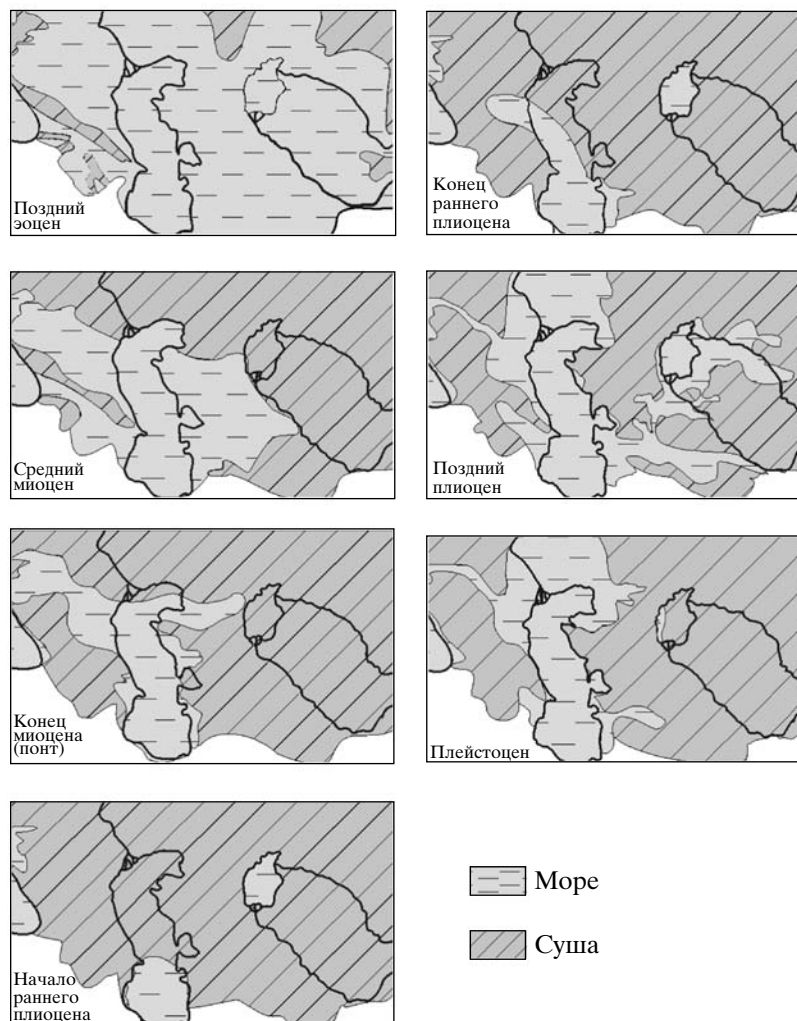 Поздний
эоцен
Средний
миоцен
Конец
миоцена
(понт)
Начало
раннего
плиоцена
Конец
раннего
плиоцена
Поздний
плиоцен
Плейстоцен
Море
Суша